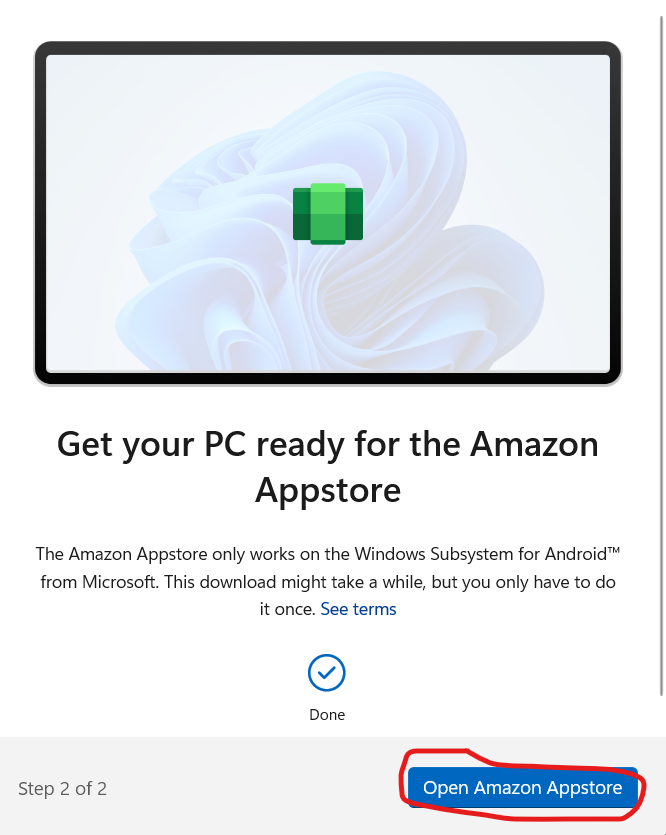 Get your PC ready for the Amazon
Appstore
The Amazon Appstore only works on the Windows Subsystem for Android™
from Microsoft. This download might take a while, but you only have to do
it once. See terms
Done
Step 2 of 2
Open Amazon Appstore